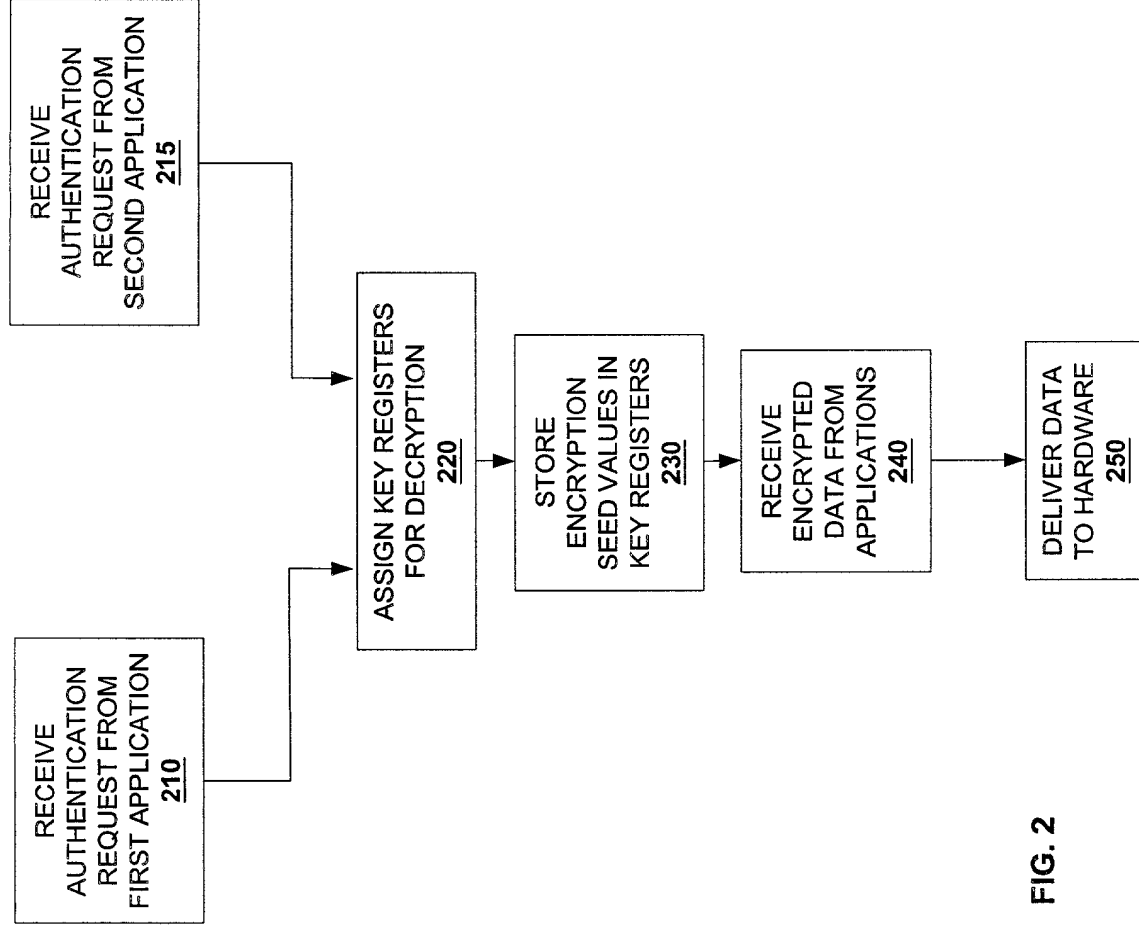 RECEIVE
AUTHENTICATION
REQUEST FROM
FIRST APPLICATION
210
RECEIVE
AUTHENTICATION
REQUEST FROM
SECOND APPLICATION
215
ASSIGN KEY REGISTERS
FOR DECRYPTION
220
STORE
ENCRYPTION
SEED VALUES IN
KEY REGISTERS
230
RECEIVE
ENCRYPTED
DATA FROM
APPLICATIONS
240
DELIVER DATA
TO HARDWARE
250
FIG. 2